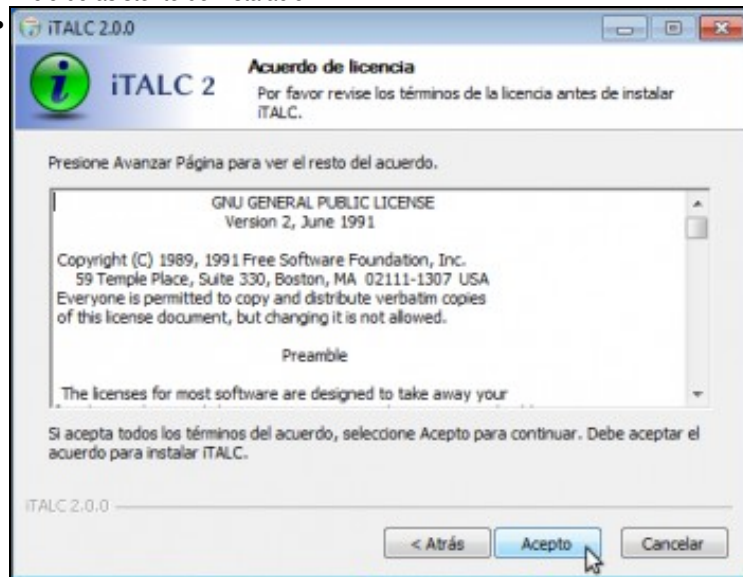 iTALC 2.0.0
iTALC 2
Acuerdo de licencia
Por favor revise los términos de la licencia antes de instalar
iTALC.
Presione Avanzar Página para ver el resto del acuerdo.
GNU GENERAL PUBLIC LICENSE
Version 2, June 1991
Copyright (C) 1989, 1991 Free Software Foundation, Inc.
59 Temple Place, Suite 330, Boston, MA 02111-1307 USA
Everyone is permitted to copy and distribute verbatim copies
of this license document, but changing it is not allowed.
Preamble
The licenses for most software are designed to take away your
Si acepta todos los términos del acuerdo, seleccione Acepto para continuar. Debe aceptar el
acuerdo para instalar iTALC.
iTALC 2.0.0
< Atrás
Acepto
Cancelar